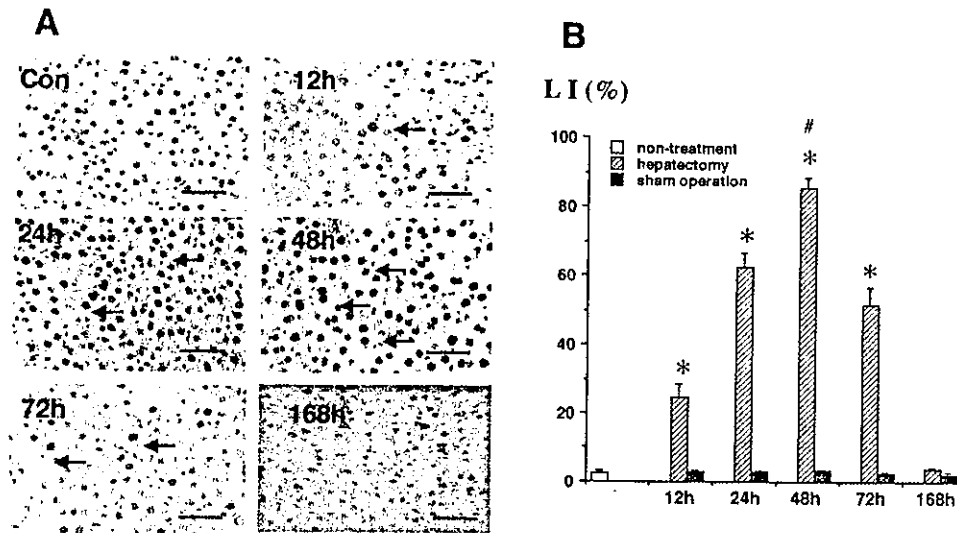 A
Con
12h
24h
48h
72h
168h
B
L I (%)
#
100
80
60
40
20
0
non-treatment
hepatectomy
sham operation
*
*
*
*
12h
24h
48h
72h
168h